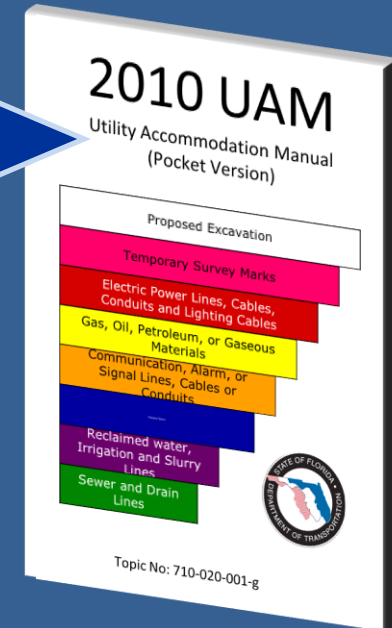 2010 UAM
Utility Accommodation Manual
(Pocket Version)
Proposed Excavation
Temporary Survey Marks
Electric Power Lines, Cables,
Conduits and Lighting Cables
Gas, Oil, Petroleum, or Gaseous
Materials
Communication, Alarm, or
Signal Lines, Cables or
Conduits
Reclaimed water,
Irrigation and Slurry
Lines
Sewer and Drain
Lines
STATE OF FLORIDA
DEPARTMENT OF TRANSPORTATION
Topic No: 710-020-001-g